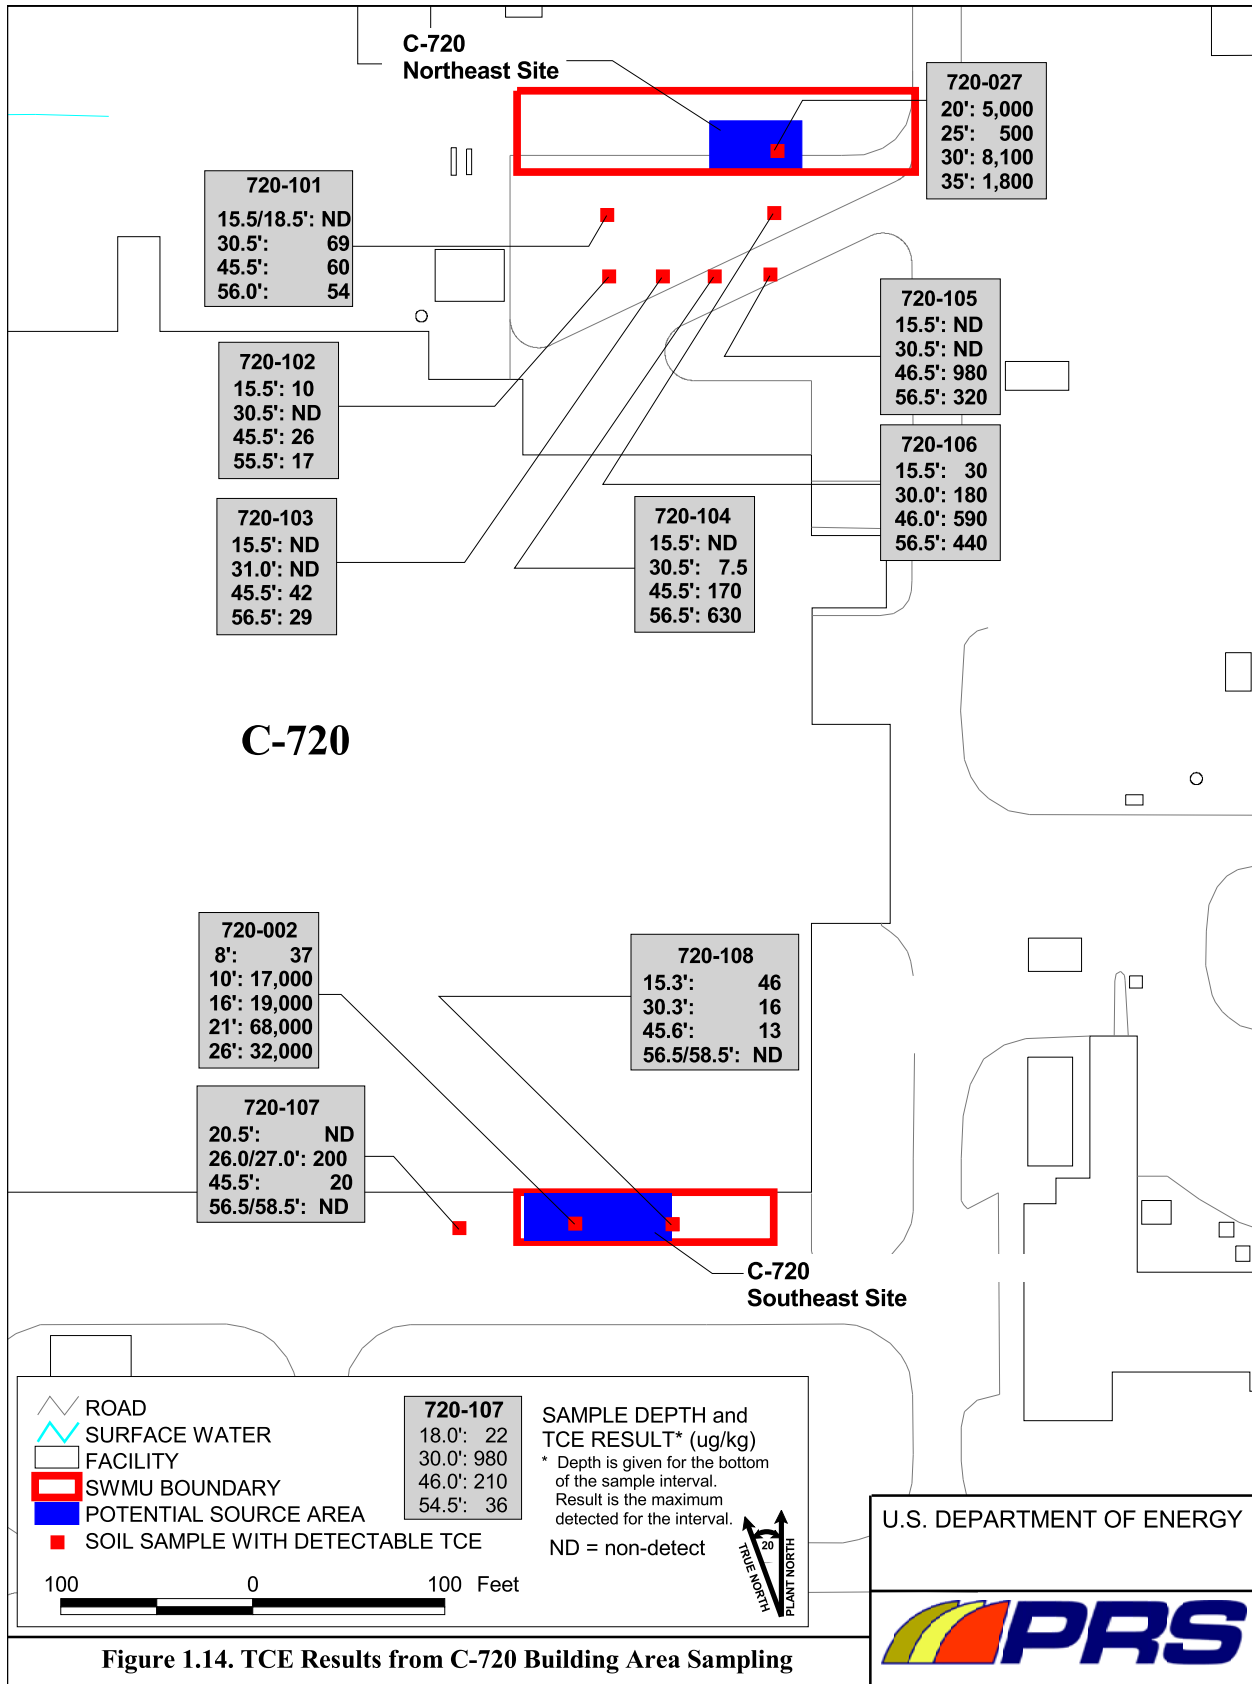 C-720
Northeast Site
720-027
20': 5,000
25': 500
30': 8,100
35': 1,800
720-101
15.5/18.5': ND
30.5': 69
45.5': 60
56.0': 54
720-105
15.5': ND
30.5': ND
46.5': 980
56.5': 320
720-102
15.5': 10
30.5': ND
45.5': 26
55.5': 17
720-106
15.5': 30
30.0': 180
46.0': 590
56.5': 440
720-103
15.5': ND
31.0': ND
45.5': 42
56.5': 29
720-104
15.5': ND
30.5': 7.5
45.5': 170
56.5': 630
C-720
720-002
8': 37
10': 17,000
16': 19,000
21': 68,000
26': 32,000
720-108
15.3': 46
30.3': 16
45.6': 13
56.5/58.5': ND
720-107
20.5': ND
26.0/27.0': 200
45.5': 20
56.5/58.5': ND
C-720
Southeast Site
ROAD
SURFACE WATER
FACILITY
SWMU BOUNDARY
POTENTIAL SOURCE AREA
SOIL SAMPLE WITH DETECTABLE TCE
720-107
18.0': 22
30.0': 980
46.0': 210
54.5': 36
SAMPLE DEPTH and
TCE RESULT* (ug/kg)
* Depth is given for the bottom
of the sample interval.
Result is the maximum
detected for the interval.
ND = non-detect
20
TRUE NORTH
PLANT NORTH
100 0 100 Feet
U.S. DEPARTMENT OF ENERGY
PRS
Figure 1.14. TCE Results from C-720 Building Area Sampling